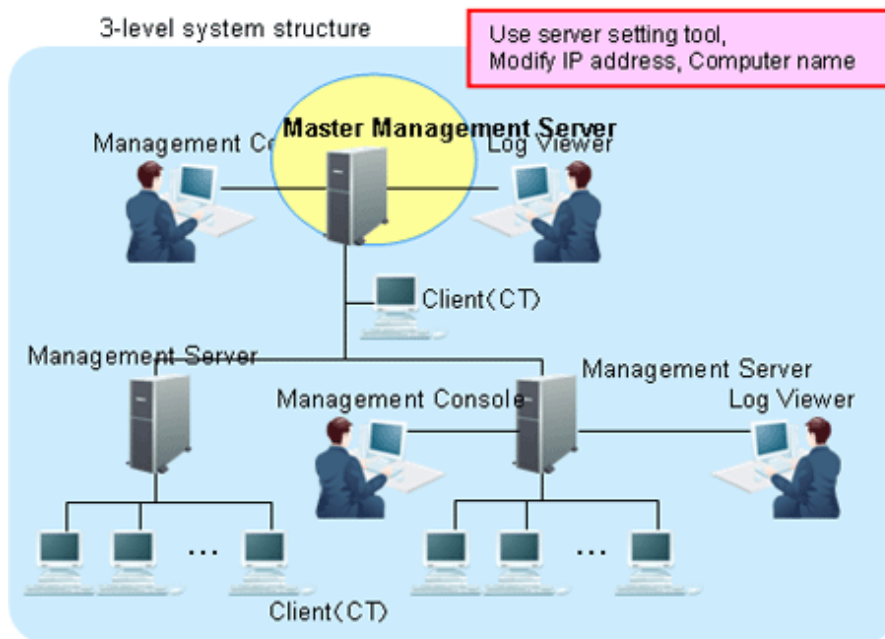 3-level system structure
Use server setting tool,
Modify IP address, Computer name
Master Management Server
Management Co
Log Viewer
Client(CT)
Management Server
Management Server
Management Console
Log Viewer
...
...
Client(CT)